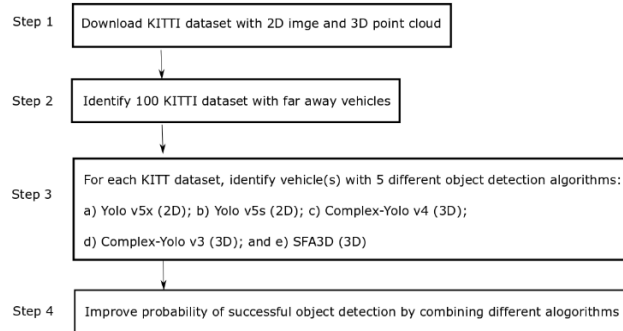 Step 1
Download KITTI dataset with 2D imge and 3D point cloud
Step 2
Identify 100 KITTI dataset with far away vehicles
Step 3
For each KITT dataset, identify vehicle(s) with 5 different object detection algorithms:
a) Yolo v5x (2D); b) Yolo v5s (2D); c) Complex-Yolo v4 (3D);
d) Complex-Yolo v3 (3D); and e) SFA3D (3D)
Step 4
Improve probability of successful object detection by combining different alogorithms